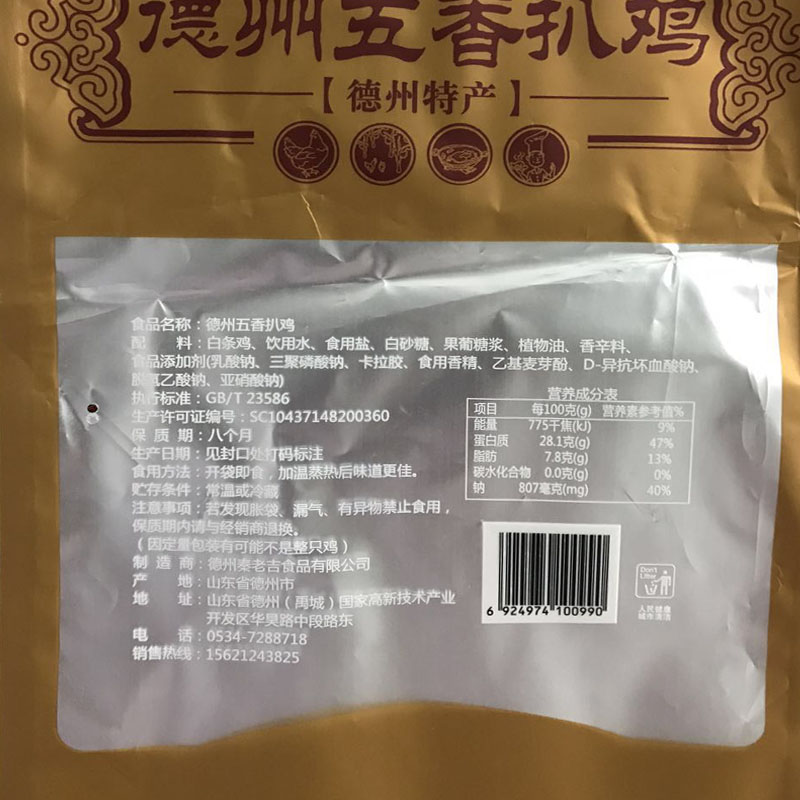 德州五香扒鸡
【德州特产】
食品名称：德州五香扒鸡
配 料：白条鸡、饮用水、食用盐、白砂糖、果葡糖浆、植物油、香辛料、
食品添加剂(乳酸钠、三聚磷酸钠、卡拉胶、食用香精、乙基麦芽酚、D-异抗坏血酸钠、
脱氢乙酸钠、亚硝酸钠)
执行标准：GB/T 23586
生产许可证编号：SC10437148200360
保 质 期：八个月
生产日期：见封口处打码标注
食用方法：开袋即食，加温蒸热后味道更佳。
贮存条件：常温或冷藏
注意事项：若发现胀袋、漏气、有异物禁止食用，
保质期内请与经销商退换。
（因定量包装有可能不是整只鸡）
制 造 商：德州秦老吉食品有限公司
产 地：山东省德州市
地 址：山东省德州（禹城）国家高新技术产业
开发区华昊路中段路东
电 话：0534-7288718
销售热线：15621243825
营养成分表
项目 每100克(g) 营养素参考值%
能量 775千焦(kJ) 9%
蛋白质 28.1克(g) 47%
脂肪 7.8克(g) 13%
碳水化合物 0.0克(g) 0%
钠 807毫克(mg) 40%
6 924974 100990
Don't
Litter
人民健康
城市清洁